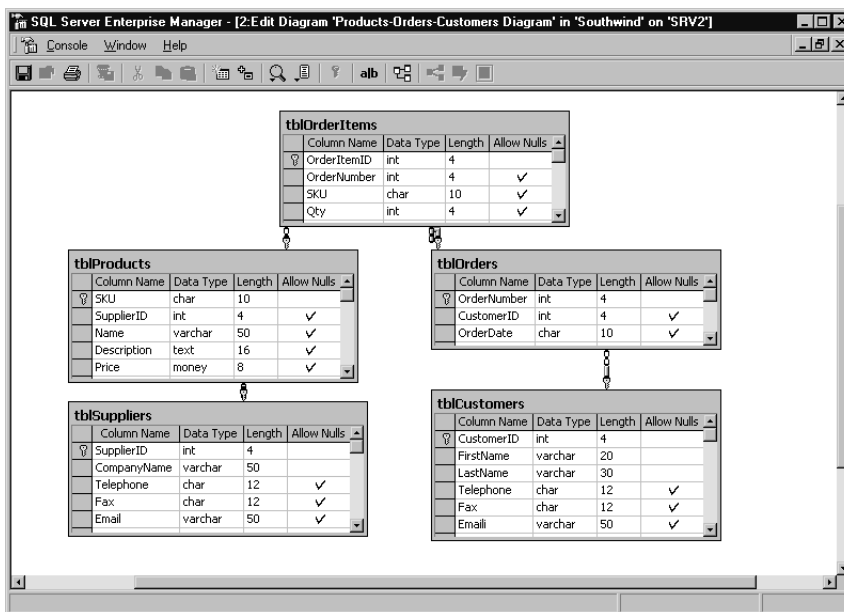 SQL Server Enterprise Manager - [2:Edit Diagram 'Products-Orders-Customers Diagram' in 'Southwind' on 'SRV2']
Console Window Help
a|b
tblOrderItems
Column Name Data Type Length Allow Nulls
OrderItemID int 4
OrderNumber int 4
SKU char 10
Qty int 4
tblProducts
Column Name Data Type Length Allow Nulls
SKU char 10
SupplierID int 4
Name varchar 50
Description text 16
Price money 8
tblOrders
Column Name Data Type Length Allow Nulls
OrderNumber int 4
CustomerID int 4
OrderDate char 10
tblSuppliers
Column Name Data Type Length Allow Nulls
SupplierID int 4
CompanyName varchar 50
Telephone char 12
Fax char 12
Email varchar 50
tblCustomers
Column Name Data Type Length Allow Nulls
CustomerID int 4
FirstName varchar 20
LastName varchar 30
Telephone char 12
Fax char 12
Emaili varchar 50